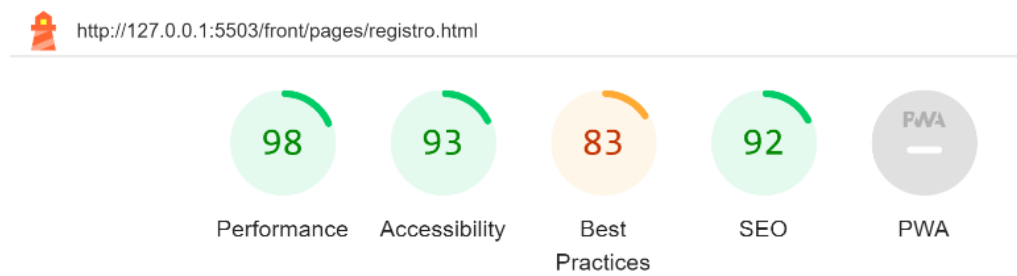 http://127.0.0.1:5503/front/pages/registro.html
98 93 83 92 PWA
Performance Accessibility Best SEO PWA
Practices